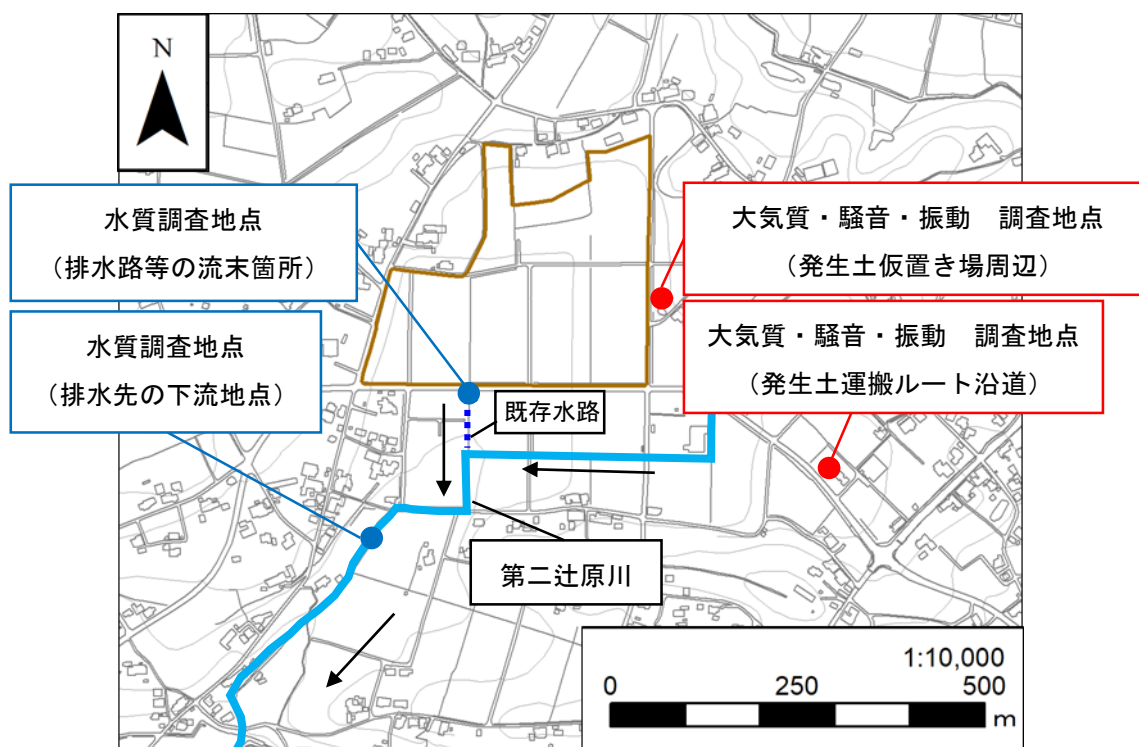 N
水質調査地点
（排水路等の流末箇所）
大気質・騒音・振動　調査地点
（発生土仮置き場周辺）
水質調査地点
（排水先の下流地点）
大気質・騒音・振動　調査地点
（発生土運搬ルート沿道）
既存水路
第二辻原川
1:10,000
0 250 500
m